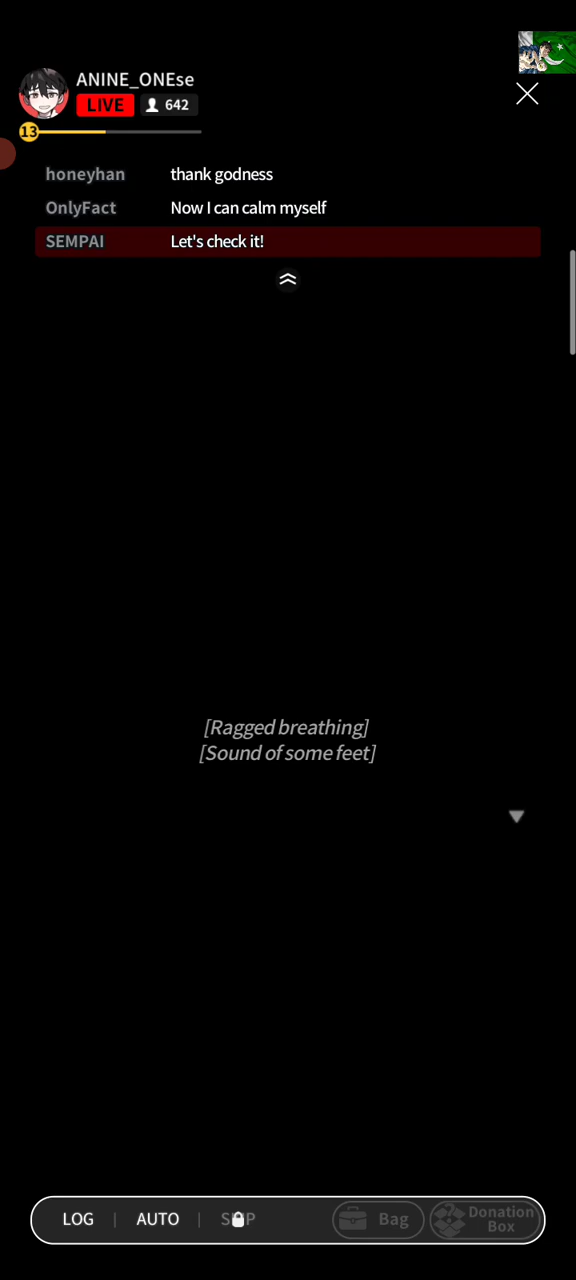 ANINE_ONEse
LIVE 642
13
honeyhan thank godness
OnlyFact Now I can calm myself
SEMPAI Let's check it!
[Ragged breathing]
[Sound of some feet]
LOG | AUTO | SKIP Bag Donation Box